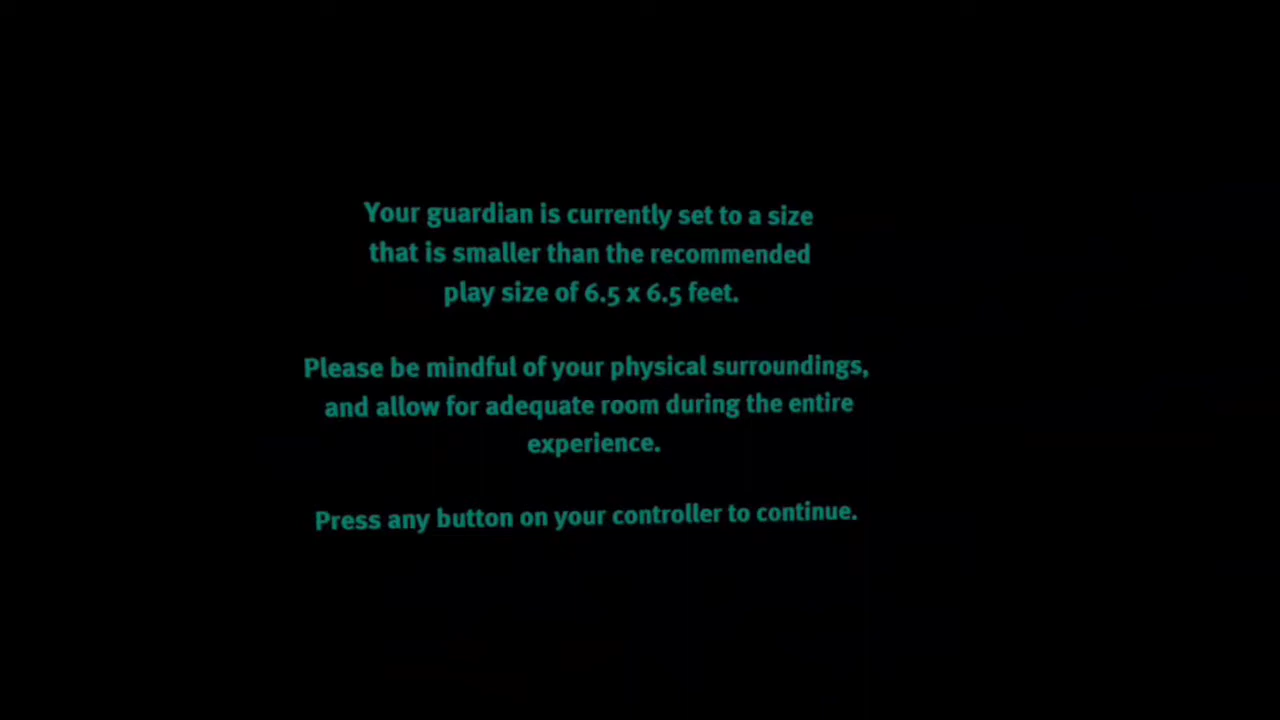 Your guardian is currently set to a size
that is smaller than the recommended
play size of 6.5 x 6.5 feet.
Please be mindful of your physical surroundings,
and allow for adequate room during the entire
experience.
Press any button on your controller to continue.